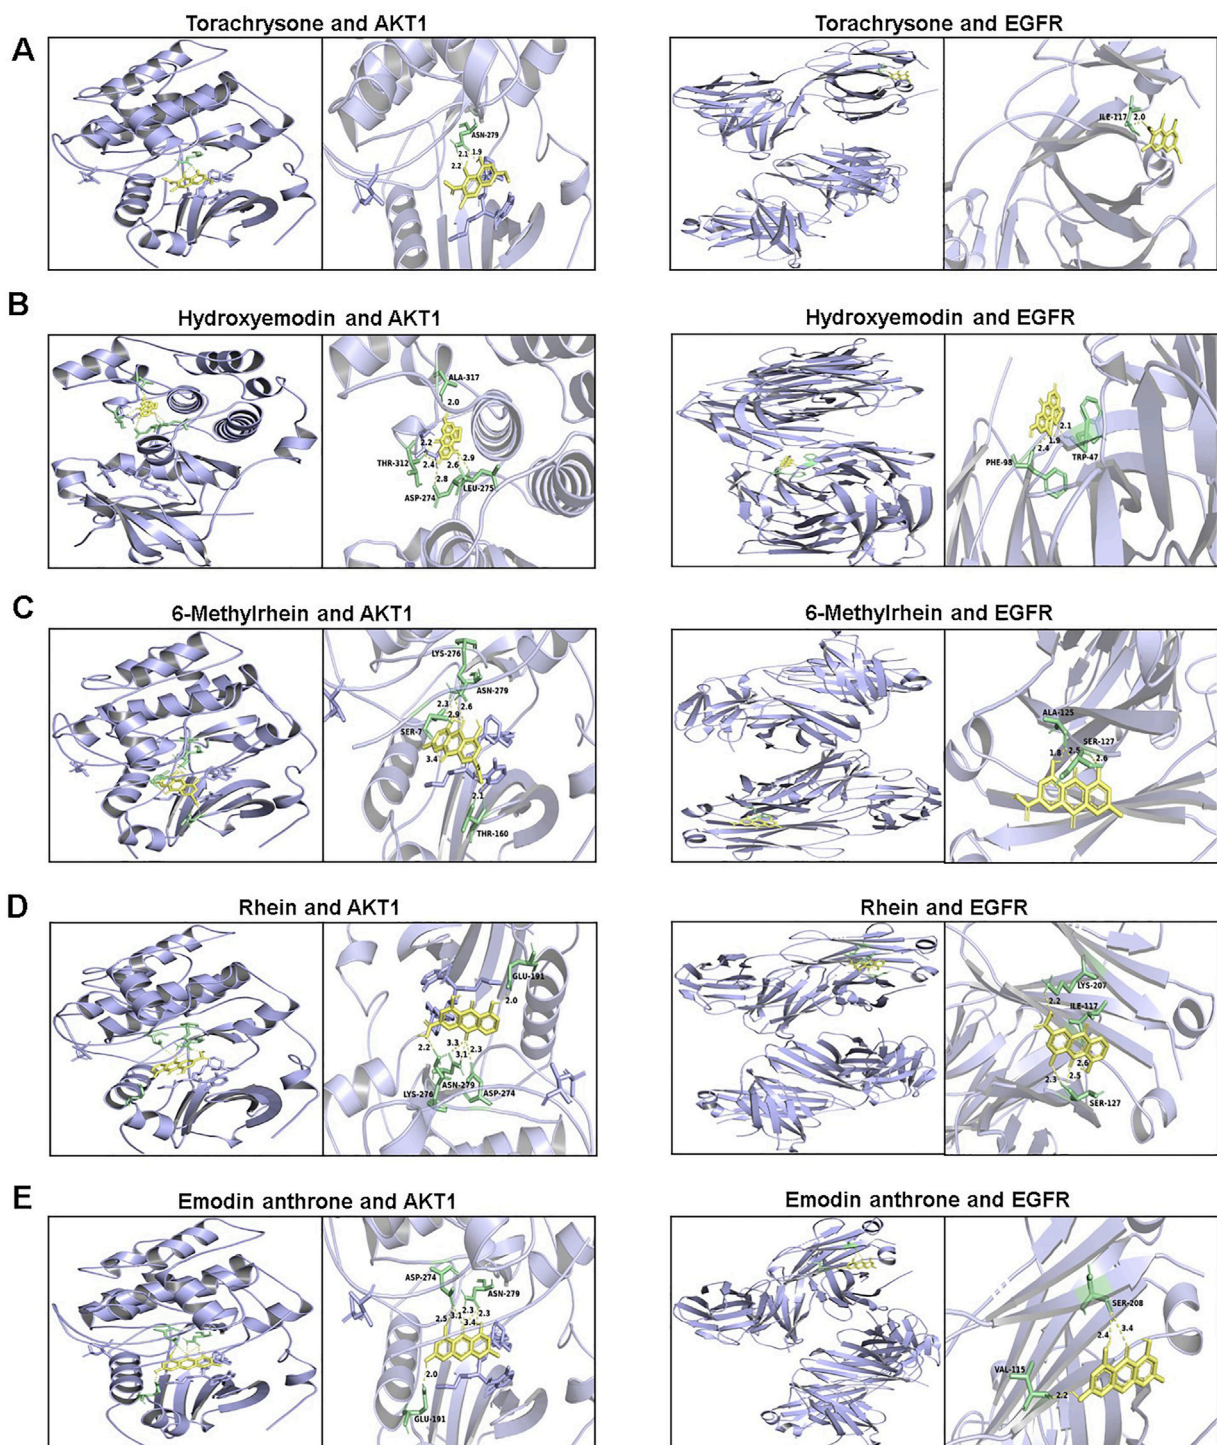 Torachrysone and AKT1
Torachrysone and EGFR
A
ASN-279
2.1
1.9
2.2
ILE-117
2.0
B
Hydroxyemodin and AKT1
Hydroxyemodin and EGFR
ALA-317
2.0
2.2
THR-312
2.4
2.9
2.6
2.8
ASP-274
LEU-275
2.1
1.9
2.4
PHE-98
TRP-47
C
6-Methylrhein and AKT1
6-Methylrhein and EGFR
LYS-276
ASN-279
2.3
2.6
2.9
SER-7
3.4
2.1
THR-160
ALA-125
SER-127
1.8
2.5
2.0
D
Rhein and AKT1
Rhein and EGFR
GLU-191
2.0
2.2
3.3
2.3
3.1
ASN-279
LYS-276
ASP-274
LYS-207
2.2
ILE-117
2.6
2.3
2.5
SER-127
E
Emodin anthrone and AKT1
Emodin anthrone and EGFR
ASP-274
ASN-279
2.5
3.1
2.3
2.3
3.4
2.0
GLU-191
SER-208
2.4
3.4
VAL-115
2.2